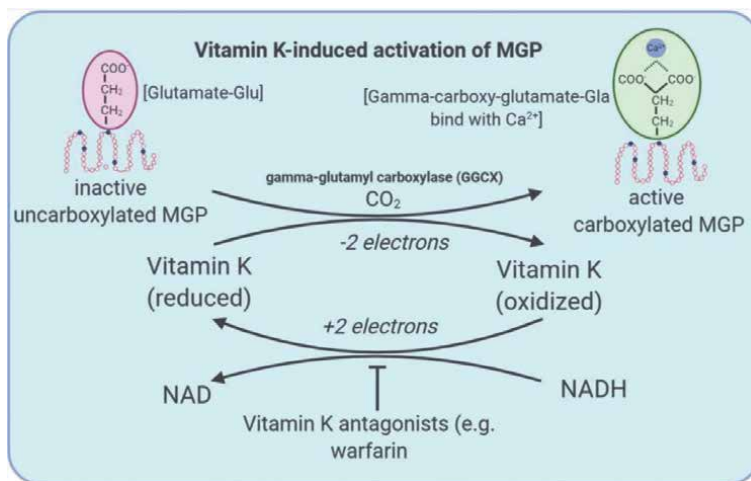 Vitamin K-induced activation of MGP
COO⁻
CH₂
CH₂
[Glutamate-Glu]
inactive
uncarboxylated MGP
[Gamma-carboxy-glutamate-Gla
bind with Ca²⁺]
Ca²⁺
COO⁻ COO⁻
CH₂
CH₂
active
carboxylated MGP
gamma-glutamyl carboxylase (GGCX)
CO₂
-2 electrons
Vitamin K
(reduced)
Vitamin K
(oxidized)
+2 electrons
NAD
NADH
Vitamin K antagonists (e.g.
warfarin